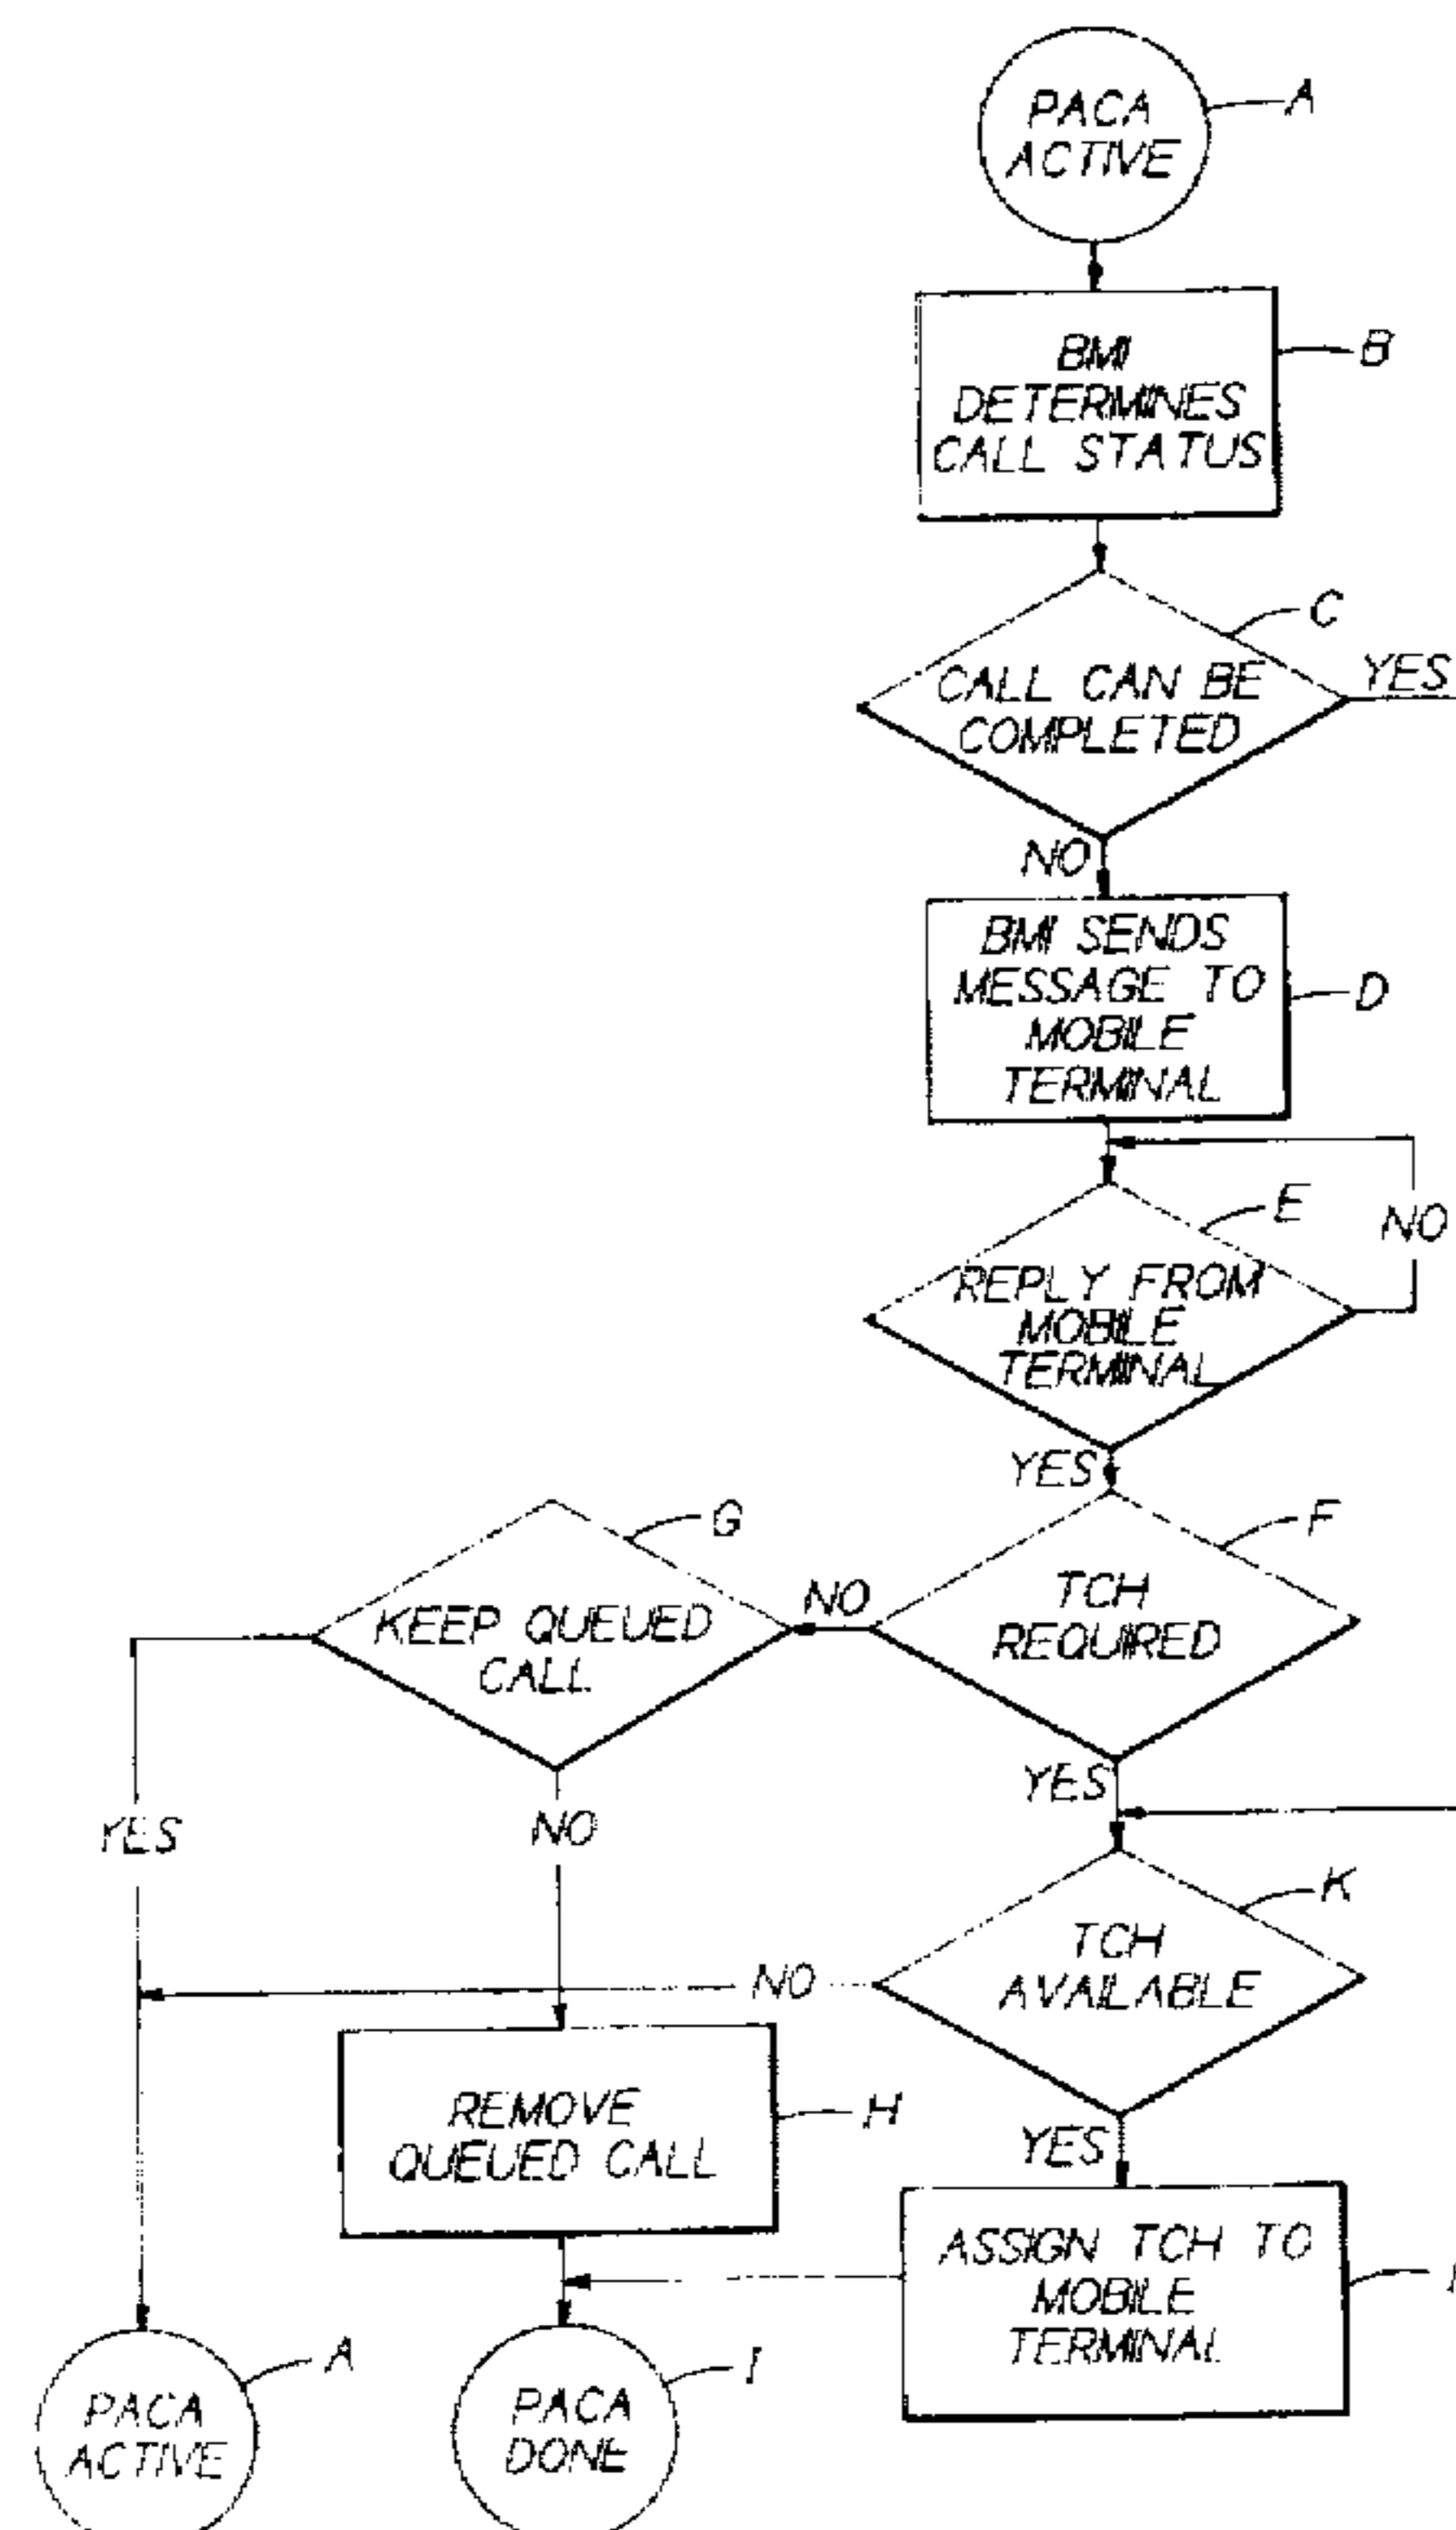 PACA
ACTIVE
A
BMI
DETERMINES
CALL STATUS
B
C
CALL CAN BE
COMPLETED
YES
NO
BMI SENDS
MESSAGE TO
MOBILE
TERMINAL
D
E
NO
REPLY FROM
MOBILE
TERMINAL
YES
G
F
KEEP QUEUED
CALL
NO
TCH
REQUIRED
YES
YES
NO
K
TCH
AVAILABLE
NO
REMOVE
QUEUED CALL
H
YES
ASSIGN TCH TO
MOBILE
TERMINAL
A
I
PACA
ACTIVE
PACA
DONE